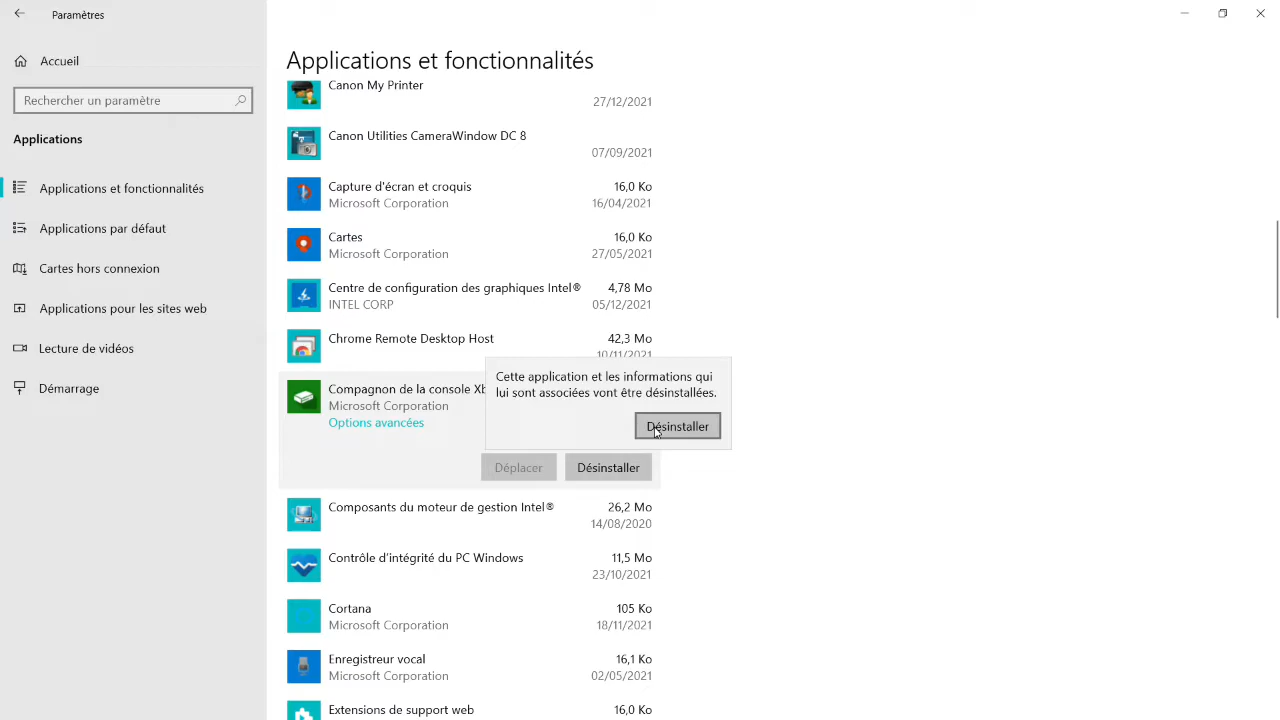 Paramètres
Accueil
Rechercher un paramètre
Applications
Applications et fonctionnalités
Applications par défaut
Cartes hors connexion
Applications pour les sites web
Lecture de vidéos
Démarrage
Applications et fonctionnalités
Canon My Printer
27/12/2021
Canon Utilities CameraWindow DC 8
07/09/2021
Capture d'écran et croquis 16,0 Ko
Microsoft Corporation 16/04/2021
Cartes 16,0 Ko
Microsoft Corporation 27/05/2021
Centre de configuration des graphiques Intel® 4,78 Mo
INTEL CORP 05/12/2021
Chrome Remote Desktop Host 42,3 Mo
10/11/2021
Compagnon de la console Xb
Microsoft Corporation
Options avancées
Cette application et les informations qui
lui sont associées vont être désinstallées.
Désinstaller
Déplacer Désinstaller
Composants du moteur de gestion Intel® 26,2 Mo
14/08/2020
Contrôle d'intégrité du PC Windows 11,5 Mo
23/10/2021
Cortana 105 Ko
Microsoft Corporation 18/11/2021
Enregistreur vocal 16,1 Ko
Microsoft Corporation 02/05/2021
Extensions de support web 16,0 Ko